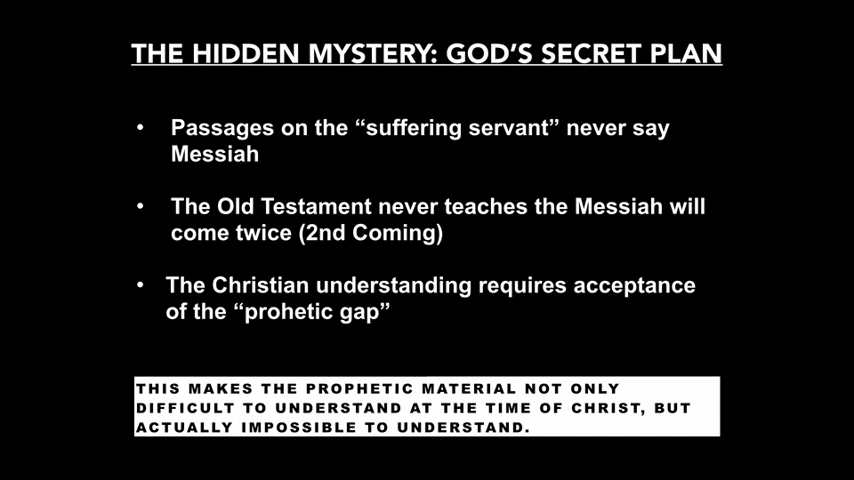 THE HIDDEN MYSTERY: GOD'S SECRET PLAN
• Passages on the “suffering servant” never say
Messiah
• The Old Testament never teaches the Messiah will
come twice (2nd Coming)
• The Christian understanding requires acceptance
of the “prohetic gap”
THIS MAKES THE PROPHETIC MATERIAL NOT ONLY
DIFFICULT TO UNDERSTAND AT THE TIME OF CHRIST, BUT
ACTUALLY IMPOSSIBLE TO UNDERSTAND.